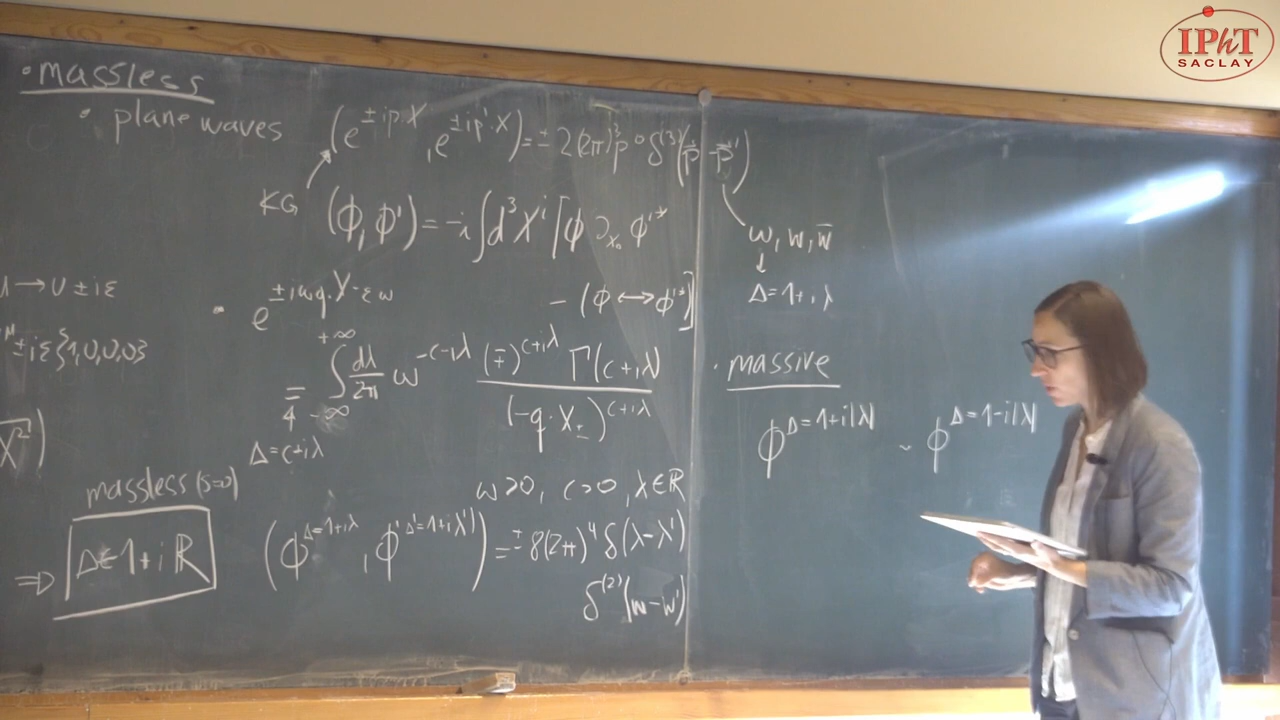 IPhT
SACLAY
• massless
• plane waves
(e^{±ip·X}, e^{±ip'·X}) = ± 2(2π)^3 p^0 δ^{(3)}(p⃗ - p⃗')
KG
(ϕ, ϕ') = -i ∫ d^3X^i [ϕ ∂_{X_0} ϕ'^*
- (ϕ ↔ ϕ'^*)]
→ U ± iε
± iε{1,0,0,0}
X^2)
• e^{±iωq·X - εω}
= ∫_{-∞}^{+∞} dλ/2π ω^{-c-iλ} (∓)^{c+iλ} Γ(c+iλ) / (-q·X_±)^{c+iλ}
Δ=c+iλ
ω>0, c>0, λ∈ℝ
massless (s=0)
⇒ Δ∈1+iℝ
(ϕ^{Δ=1+iλ}, ϕ'^{Δ'=1+iλ'}) = ± 8(2π)^4 δ(λ-λ')
δ^{(2)}(w-w')
ω, w, w̄
↓
Δ=1+iλ
• massive
ϕ^{Δ=1+i|λ|} ~ ϕ^{Δ=1-i|λ|}